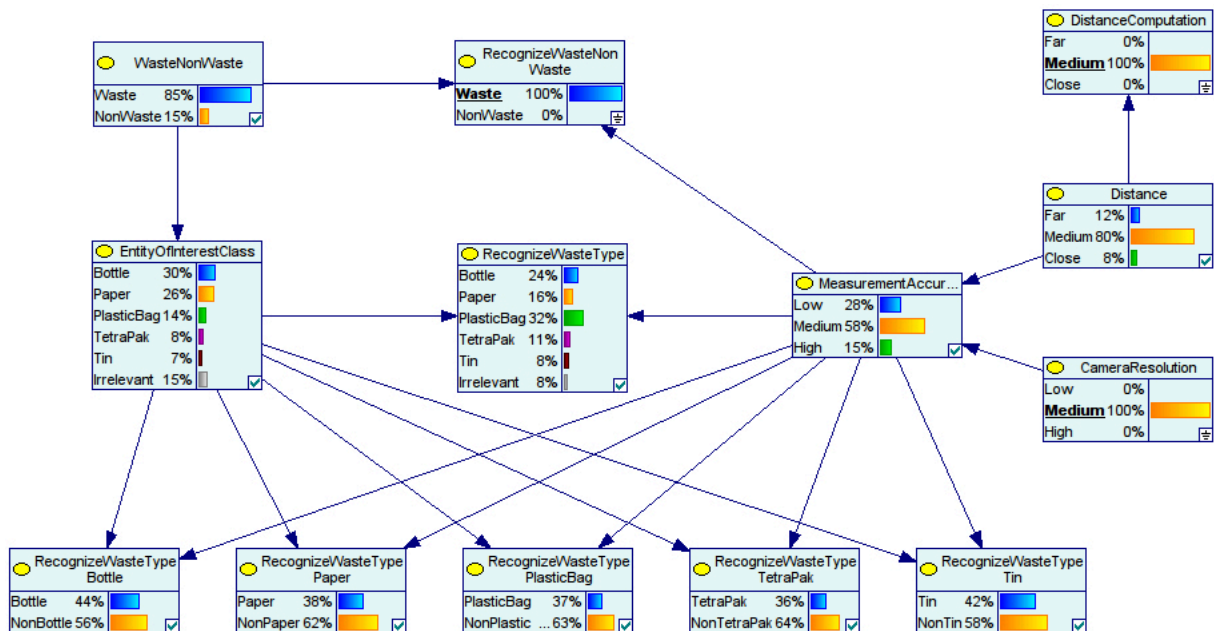 WasteNonWaste
Waste 85%
NonWaste 15%
RecognizeWasteNon
Waste
Waste 100%
NonWaste 0%
DistanceComputation
Far 0%
Medium 100%
Close 0%
Distance
Far 12%
Medium 80%
Close 8%
EntityOfInterestClass
Bottle 30%
Paper 26%
PlasticBag 14%
TetraPak 8%
Tin 7%
Irrelevant 15%
RecognizeWasteType
Bottle 24%
Paper 16%
PlasticBag 32%
TetraPak 11%
Tin 8%
Irrelevant 8%
MeasurementAccur...
Low 28%
Medium 58%
High 15%
CameraResolution
Low 0%
Medium 100%
High 0%
RecognizeWasteType
Bottle
Bottle 44%
NonBottle 56%
RecognizeWasteType
Paper
Paper 38%
NonPaper 62%
RecognizeWasteType
PlasticBag
PlasticBag 37%
NonPlastic ... 63%
RecognizeWasteType
TetraPak
TetraPak 36%
NonTetraPak 64%
RecognizeWasteType
Tin
Tin 42%
NonTin 58%